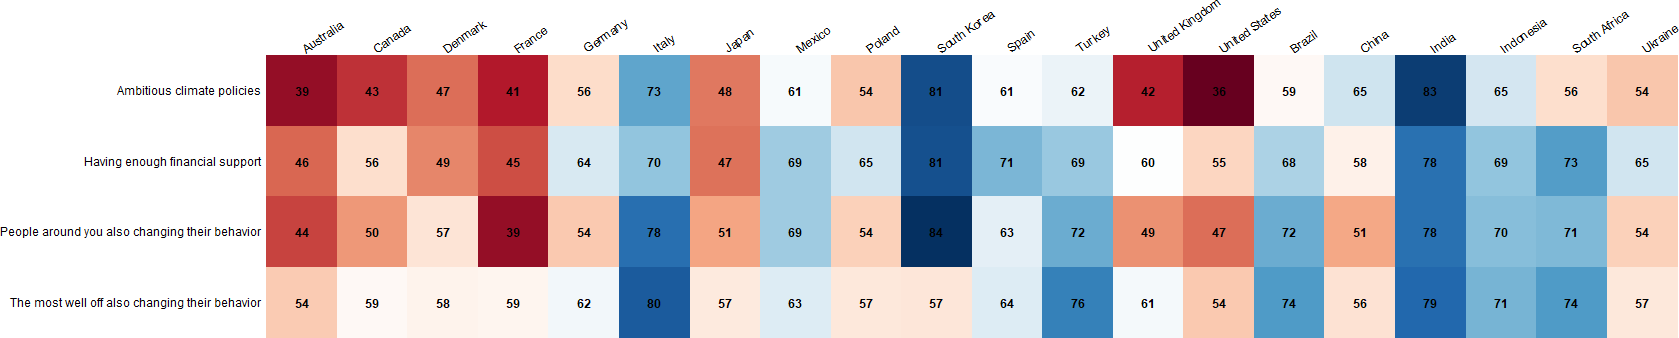 Australia Canada Denmark France Germany Italy Japan Mexico Poland South Korea Spain Turkey United Kingdom United States Brazil China India Indonesia South Africa Ukraine
Ambitious climate policies 39 43 47 41 56 73 48 61 54 81 61 62 42 36 59 65 83 65 56 54
Having enough financial support 46 56 49 45 64 70 47 69 65 81 71 69 60 55 68 58 78 69 73 65
People around you also changing their behavior 44 50 57 39 54 78 51 69 54 84 63 72 49 47 72 51 78 70 71 54
The most well off also changing their behavior 54 59 58 59 62 80 57 63 57 57 64 76 61 54 74 56 79 71 74 57